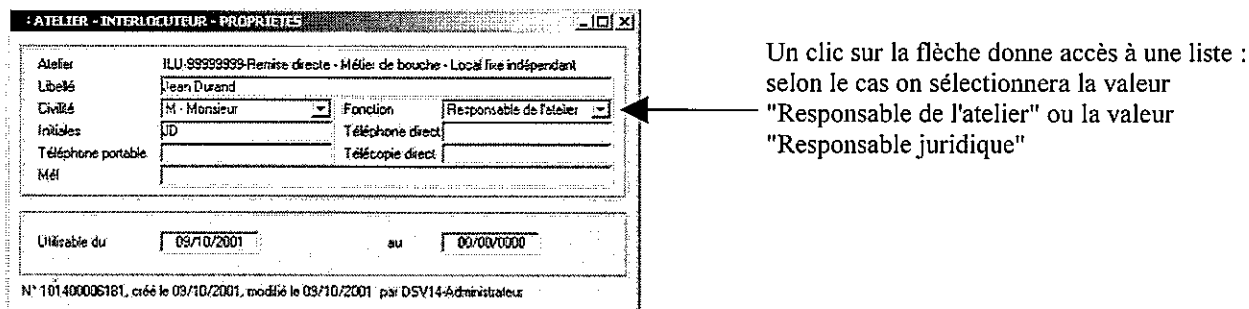 : ATELIER - INTERLOCUTEUR - PROPRIETES
Atelier ILU-99999999-Remise directe - Métier de bouche - Local fixe indépendant
Libellé Jean Durand
Civilité M - Monsieur Fonction Responsable de l'atelier
Initiales JD Téléphone direct
Téléphone portable Télécopie direct
Mél
Utilisable du 09/10/2001 au 00/00/0000
N° 101400006181, créé le 09/10/2001, modifié le 09/10/2001 par DSV14-Administrateur
Un clic sur la flèche donne accès à une liste :
selon le cas on sélectionnera la valeur
"Responsable de l'atelier" ou la valeur
"Responsable juridique"